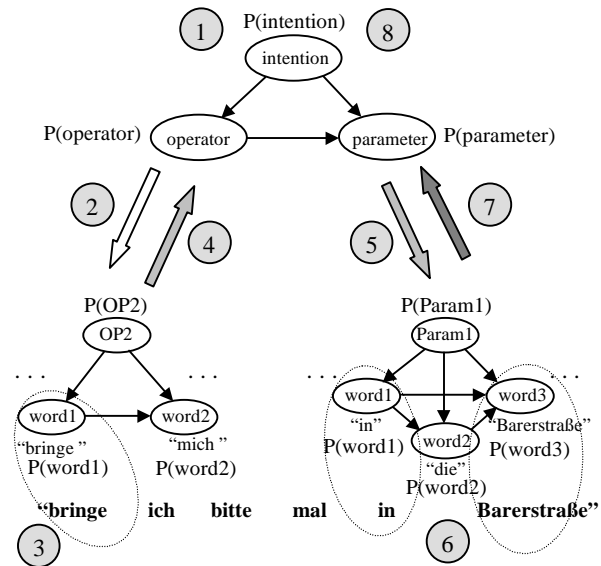 P(intention)
1
8
intention
P(operator)
operator
parameter
P(parameter)
2
4
5
7
P(OP2)
OP2
P(Param1)
Param1
. . .
. . .
. . .
. . .
word1
word2
word1
word3
"bringe "
"mich "
"in"
word2
"Barerstraße"
P(word1)
P(word2)
P(word1)
"die"
P(word3)
P(word2)
"bringe ich bitte mal in Barerstraße"
3
6